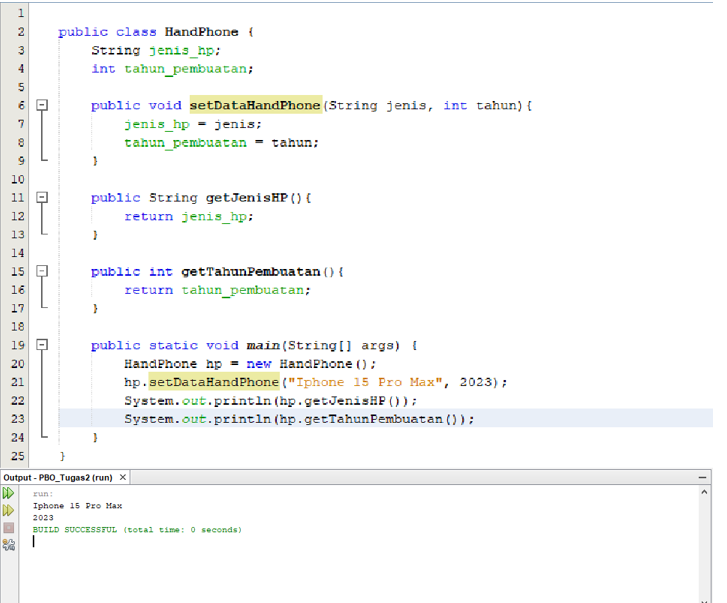 1
2 public class HandPhone {
3 String jenis_hp;
4 int tahun_pembuatan;
5
6 public void setDataHandPhone(String jenis, int tahun){
7 jenis_hp = jenis;
8 tahun_pembuatan = tahun;
9 }
10
11 public String getJenisHP(){
12 return jenis_hp;
13 }
14
15 public int getTahunPembuatan(){
16 return tahun_pembuatan;
17 }
18
19 public static void main(String[] args) {
20 HandPhone hp = new HandPhone();
21 hp.setDataHandPhone("Iphone 15 Pro Max", 2023);
22 System.out.println(hp.getJenisHP());
23 System.out.println(hp.getTahunPembuatan());
24 }
25 }
Output - PBO_Tugas2 (run) ×
run:
Iphone 15 Pro Max
2023
BUILD SUCCESSFUL (total time: 0 seconds)